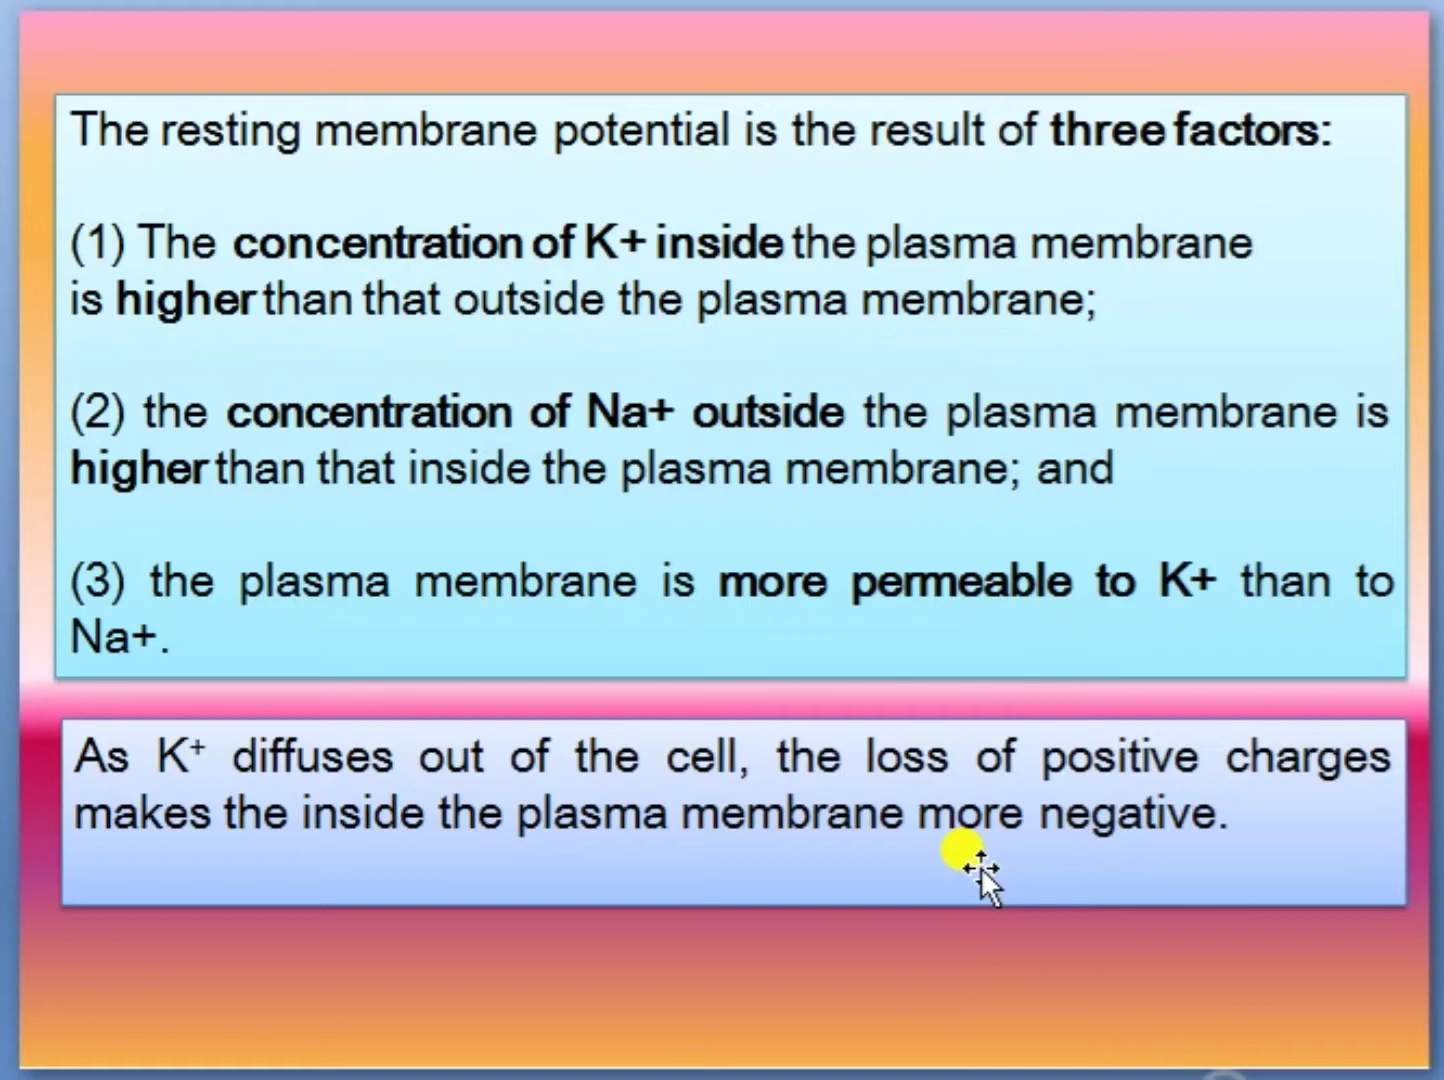 The resting membrane potential is the result of three factors:
(1) The concentration of K+ inside the plasma membrane
is higher than that outside the plasma membrane;
(2) the concentration of Na+ outside the plasma membrane is
higher than that inside the plasma membrane; and
(3) the plasma membrane is more permeable to K+ than to
Na+.
As K⁺ diffuses out of the cell, the loss of positive charges
makes the inside the plasma membrane more negative.